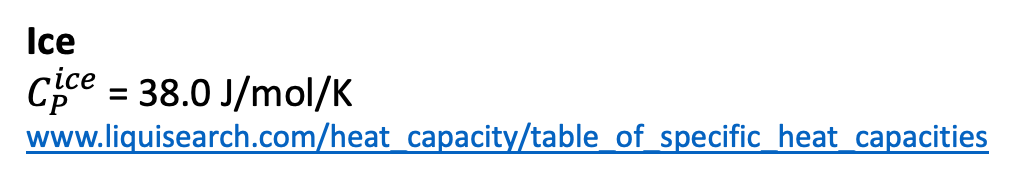 Ice
C_P^{ice} = 38.0 J/mol/K
www.liquisearch.com/heat_capacity/table_of_specific_heat_capacities